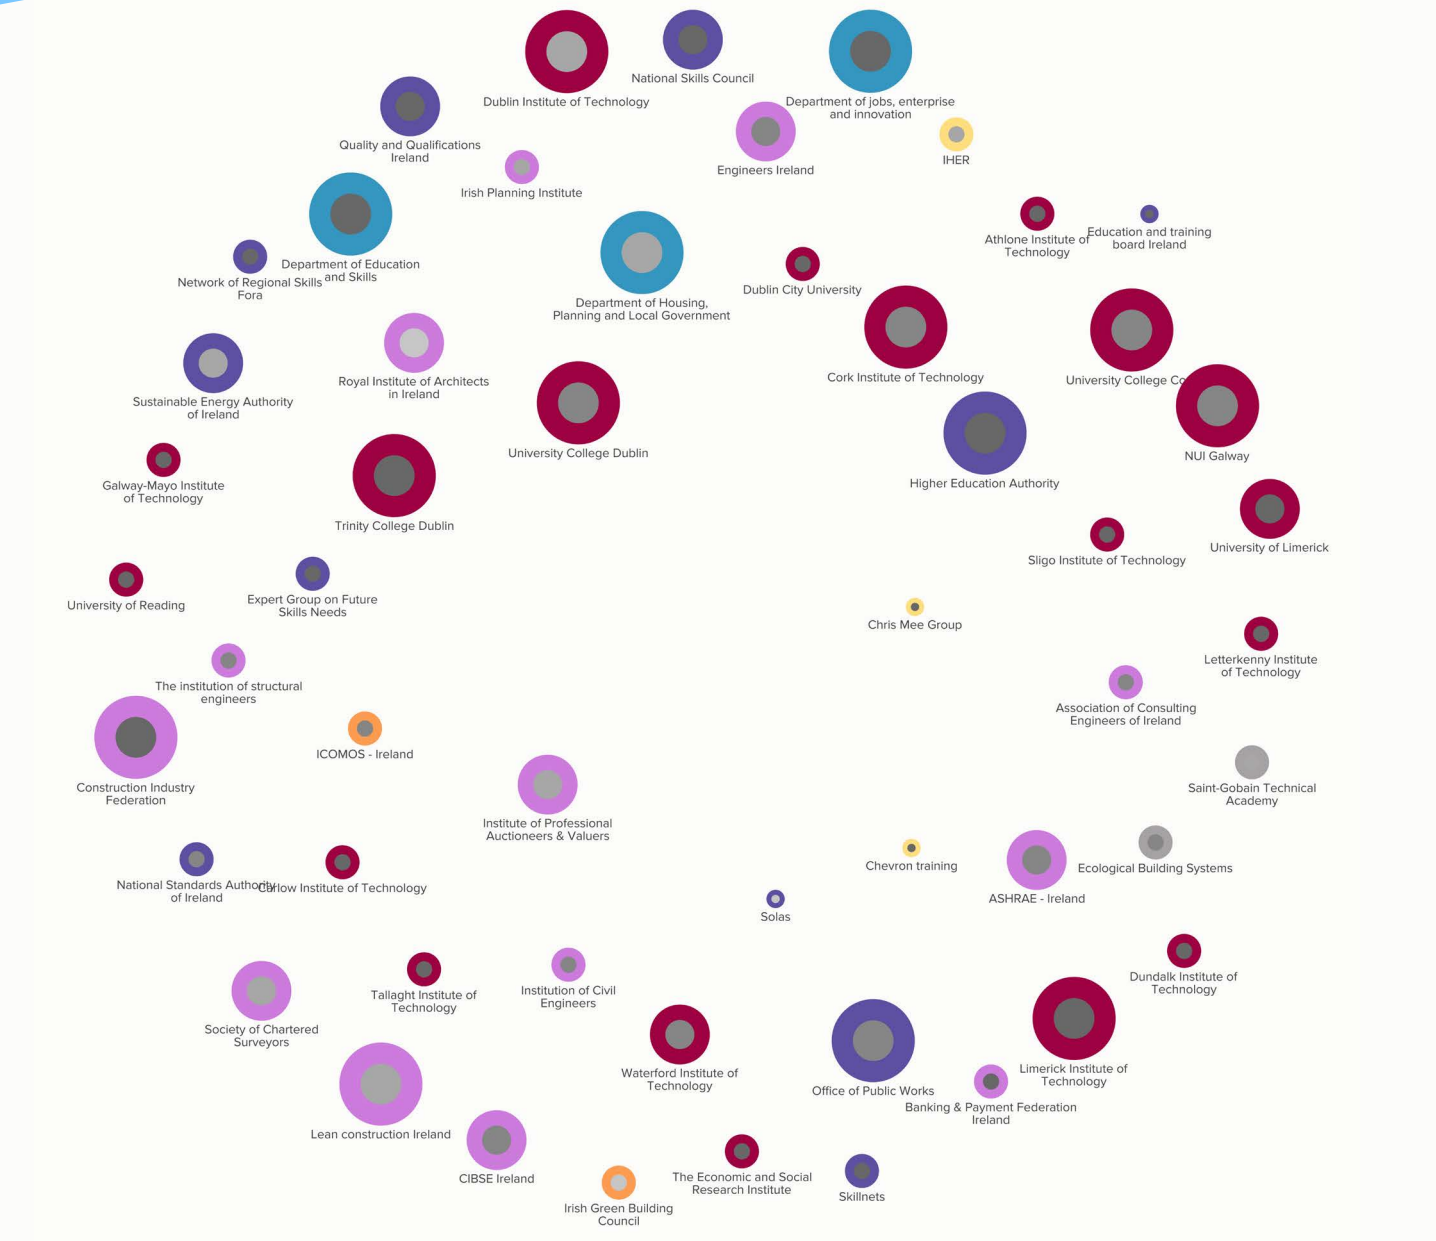 National Skills Council
Dublin Institute of Technology
Department of jobs, enterprise
and innovation
Quality and Qualifications
Ireland
Engineers Ireland
IHER
Irish Planning Institute
Athlone Institute of
Technology
Education and training
board Ireland
Department of Education
and Skills
Network of Regional Skills
Fora
Dublin City University
Department of Housing,
Planning and Local Government
Royal Institute of Architects
in Ireland
Cork Institute of Technology
University College Co
Sustainable Energy Authority
of Ireland
University College Dublin
NUI Galway
Higher Education Authority
Galway-Mayo Institute
of Technology
Trinity College Dublin
University of Limerick
Sligo Institute of Technology
University of Reading
Expert Group on Future
Skills Needs
Chris Mee Group
Letterkenny Institute
of Technology
The institution of structural
engineers
Association of Consulting
Engineers of Ireland
ICOMOS - Ireland
Construction Industry
Federation
Saint-Gobain Technical
Academy
Institute of Professional
Auctioneers & Valuers
Chevron training
Ecological Building Systems
National Standards Authority
of Ireland
Carlow Institute of Technology
ASHRAE - Ireland
Solas
Dundalk Institute of
Technology
Institution of Civil
Engineers
Tallaght Institute of
Technology
Society of Chartered
Surveyors
Waterford Institute of
Technology
Limerick Institute of
Technology
Office of Public Works
Banking & Payment Federation
Ireland
Lean construction Ireland
CIBSE Ireland
The Economic and Social
Research Institute
Skillnets
Irish Green Building
Council